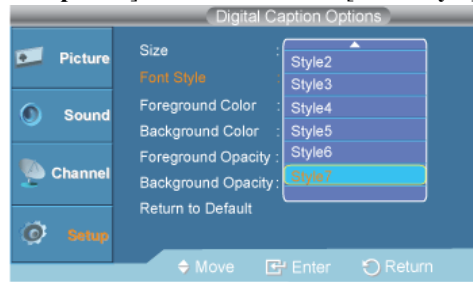 Digital Caption Options
Picture
Sound
Channel
Setup
Size :
Font Style :
Foreground Color :
Background Color :
Foreground Opacity :
Background Opacity :
Return to Default
Style2
Style3
Style4
Style5
Style6
Style7
Move Enter Return